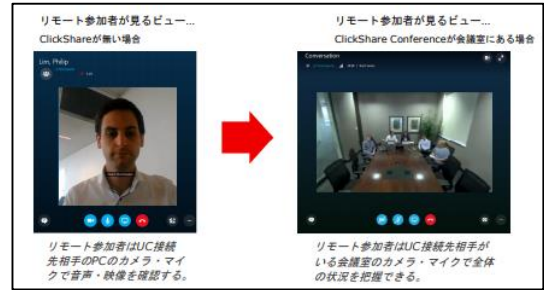 リモート参加者が見るビュー...
ClickShareが無い場合
Lim, Philip
リモート参加者はUC接続
先相手のPCのカメラ・マイ
クで音声・映像を確認する。
リモート参加者が見るビュー...
ClickShare Conferenceが会議室にある場合
Conversation
リモート参加者はUC接続先相手が
いる会議室のカメラ・マイクで全体
の状況を把握できる。